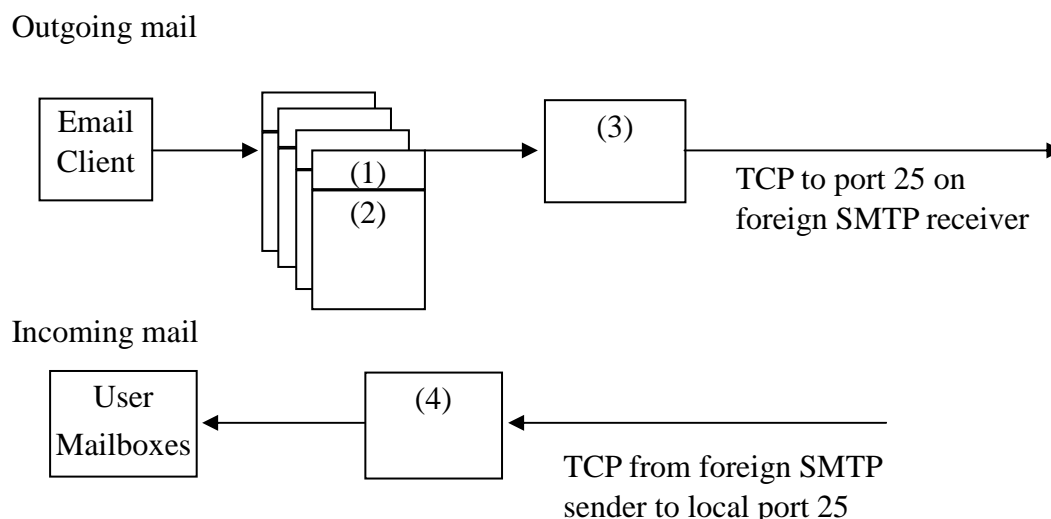 Outgoing mail
Email
Client
(1)
(2)
(3)
TCP to port 25 on
foreign SMTP receiver
Incoming mail
User
Mailboxes
(4)
TCP from foreign SMTP
sender to local port 25